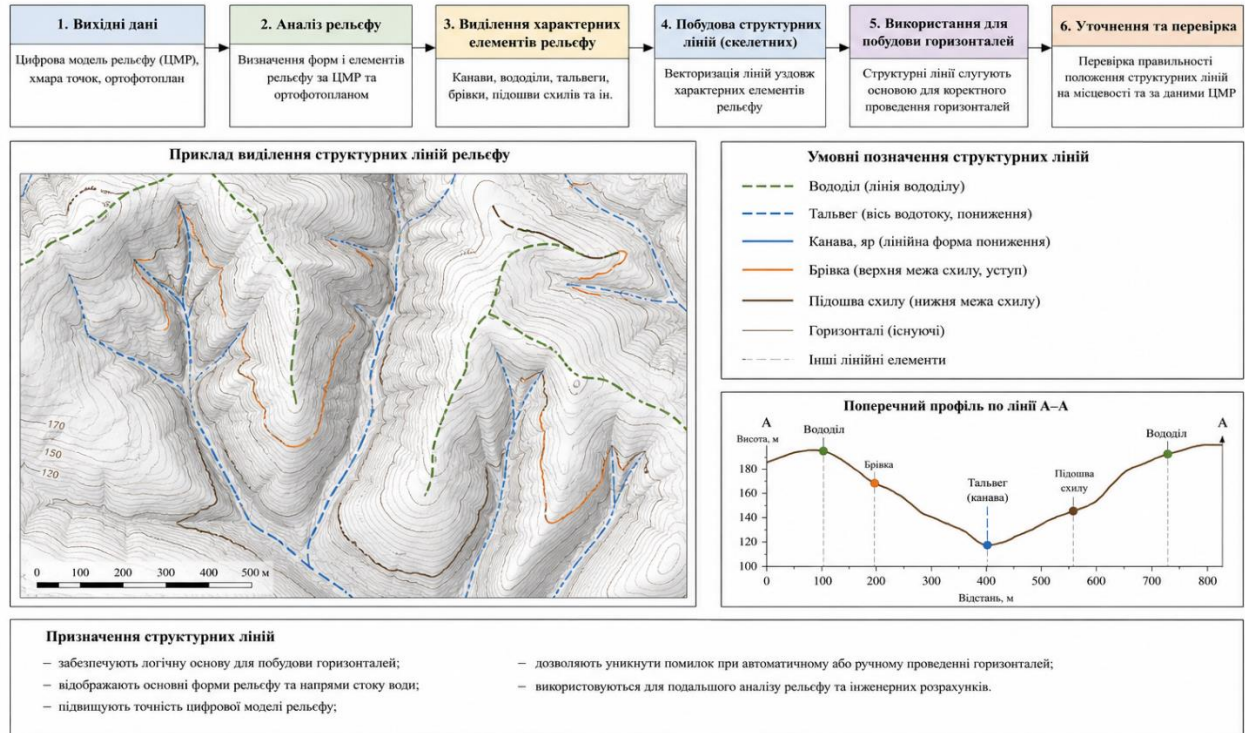 1. Вихідні дані
Цифрова модель рельєфу (ЦМР),
хмара точок, ортофотоплан
2. Аналіз рельєфу
Визначення форм і елементів
рельєфу за ЦМР та
ортофотопланом
3. Виділення характерних
елементів рельєфу
Канави, вододіли, тальвеги,
брівки, підошви схилів та ін.
4. Побудова структурних
ліній (скелетних)
Векторизація ліній уздовж
характерних елементів
рельєфу
5. Використання для
побудови горизонталей
Структурні лінії слугують
основою для коректного
проведення горизонталей
6. Уточнення та перевірка
Перевірка правильності
положення структурних ліній
на місцевості та за даними ЦМР
Приклад виділення структурних ліній рельєфу
170
150
120
0 100 200 300 400 500 м
Умовні позначення структурних ліній
Вододіл (лінія вододілу)
Тальвег (вісь водотоку, пониження)
Канава, яр (лінійна форма пониження)
Брівка (верхня межа схилу, уступ)
Підошва схилу (нижня межа схилу)
Горизонталі (існуючі)
Інші лінійні елементи
Поперечний профіль по лінії А–А
А
А
Висота, м
Вододіл
Брівка
Тальвег
(канава)
Підошва
схилу
Вододіл
180
160
140
120
100
0 100 200 300 400 500 600 700 800
Відстань, м
Призначення структурних ліній
– забезпечують логічну основу для побудови горизонталей;
– відображають основні форми рельєфу та напрями стоку води;
– підвищують точність цифрової моделі рельєфу;
– дозволяють уникнути помилок при автоматичному або ручному проведенні горизонталей;
– використовуються для подальшого аналізу рельєфу та інженерних розрахунків.